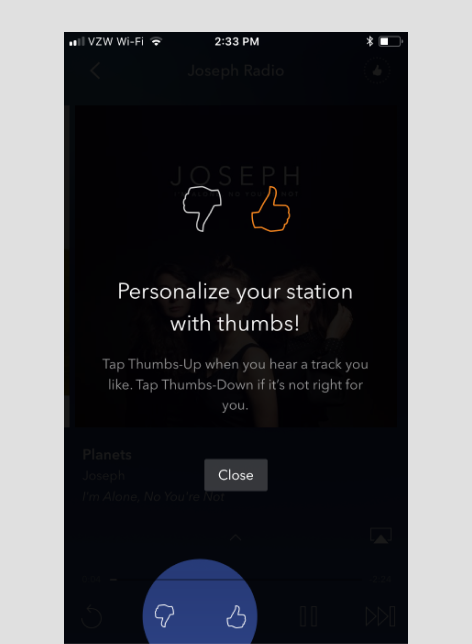 VZW Wi-Fi 2:33 PM
Joseph Radio
JOSEPH
Personalize your station
with thumbs!
Tap Thumbs-Up when you hear a track you
like. Tap Thumbs-Down if it's not right for
you.
Planets
Joseph
Close
I'm Alone, No You're Not